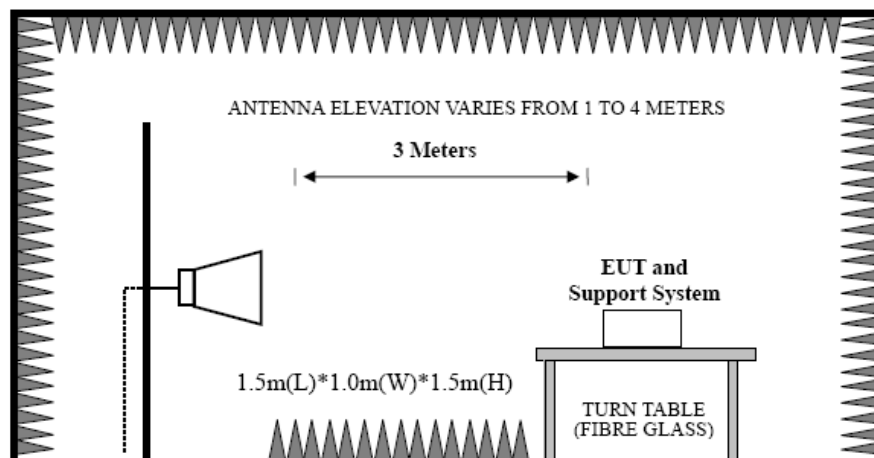 ANTENNA ELEVATION VARIES FROM 1 TO 4 METERS
3 Meters
EUT and
Support System
1.5m(L)*1.0m(W)*1.5m(H)
TURN TABLE
(FIBRE GLASS)